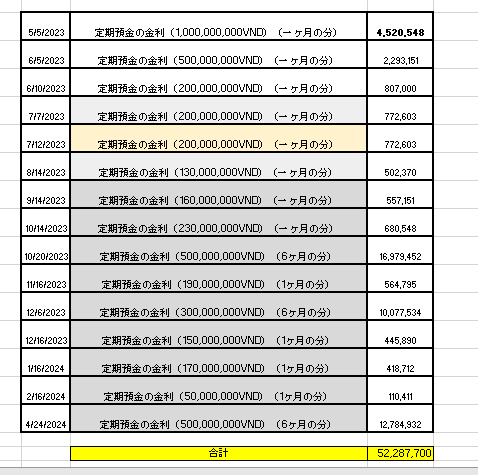 5/5/2023 定期預金の金利（1,000,000,000VND）（一ヶ月の分） 4,520,548
6/5/2023 定期預金の金利（500,000,000VND）（一ヶ月の分） 2,293,151
6/10/2023 定期預金の金利（200,000,000VND）（一ヶ月の分） 807,000
7/7/2023 定期預金の金利（200,000,000VND）（一ヶ月の分） 772,603
7/12/2023 定期預金の金利（200,000,000VND）（一ヶ月の分） 772,603
8/14/2023 定期預金の金利（130,000,000VND）（一ヶ月の分） 502,370
9/14/2023 定期預金の金利（160,000,000VND）（一ヶ月の分） 557,151
10/14/2023 定期預金の金利（230,000,000VND）（一ヶ月の分） 680,548
10/20/2023 定期預金の金利（500,000,000VND）（6ヶ月の分） 16,979,452
11/16/2023 定期預金の金利（190,000,000VND）（1ヶ月の分） 564,795
12/6/2023 定期預金の金利（300,000,000VND）（6ヶ月の分） 10,077,534
12/16/2023 定期預金の金利（150,000,000VND）（1ヶ月の分） 445,890
1/16/2024 定期預金の金利（170,000,000VND）（1ヶ月の分） 418,712
2/16/2024 定期預金の金利（50,000,000VND）（1ヶ月の分） 110,411
4/24/2024 定期預金の金利（500,000,000VND）（6ヶ月の分） 12,784,932
合計 52,287,700